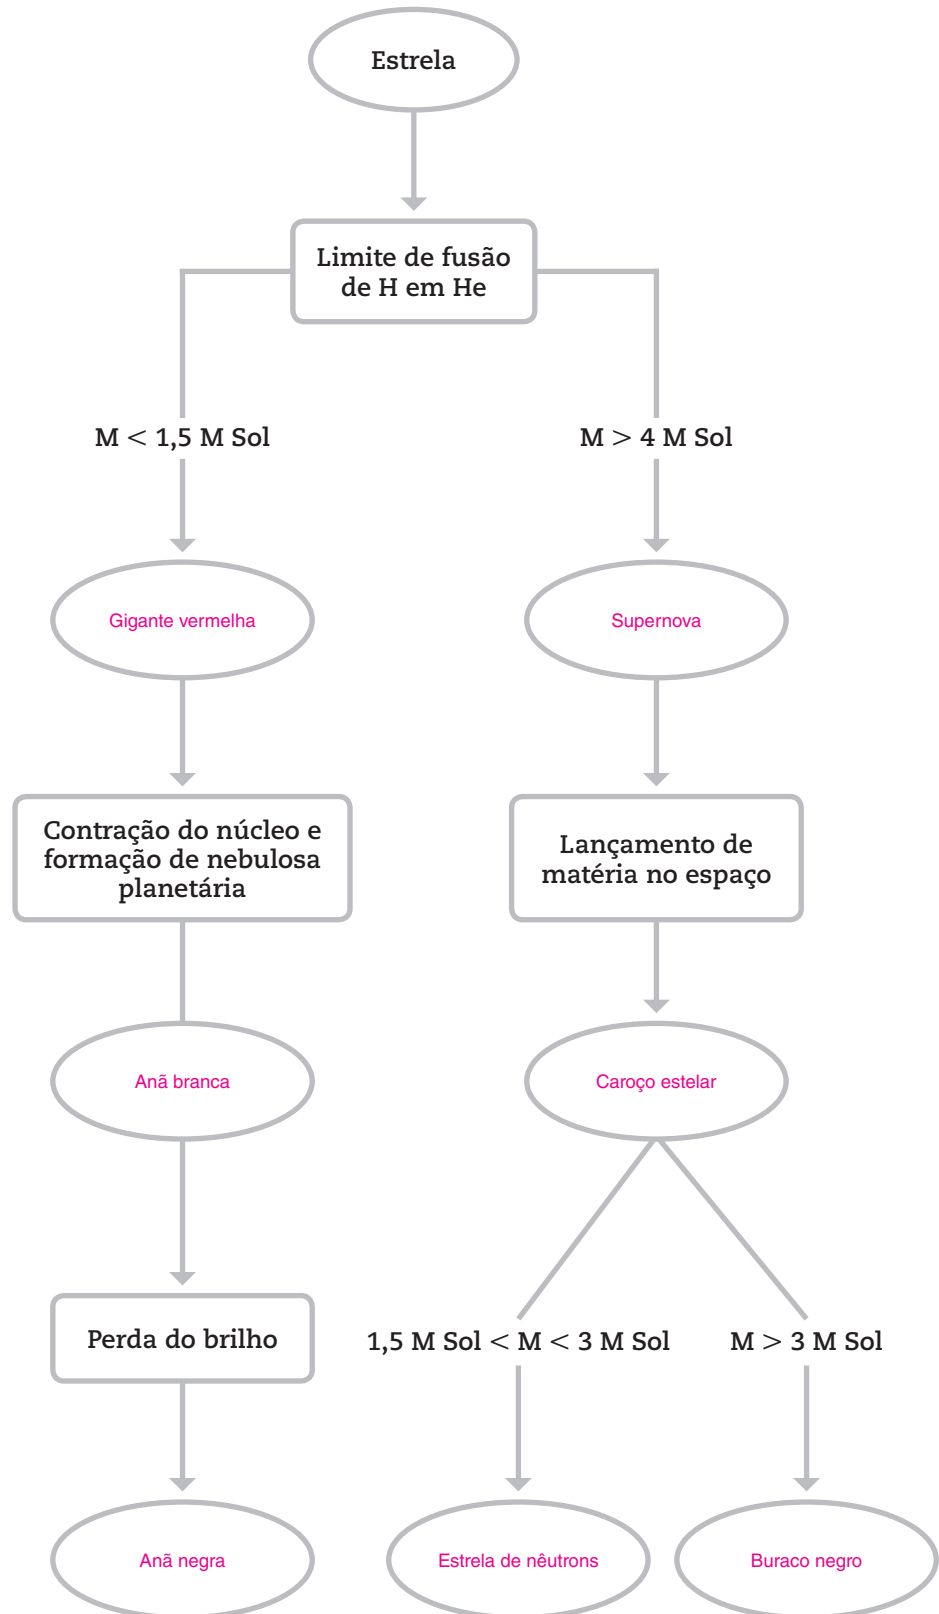 Estrela
Limite de fusão
de H em He
M < 1,5 M Sol
M > 4 M Sol
Gigante vermelha
Supernova
Contração do núcleo e
formação de nebulosa
planetária
Lançamento de
matéria no espaço
Anã branca
Caroço estelar
Perda do brilho
1,5 M Sol < M < 3 M Sol
M > 3 M Sol
Anã negra
Estrela de nêutrons
Buraco negro